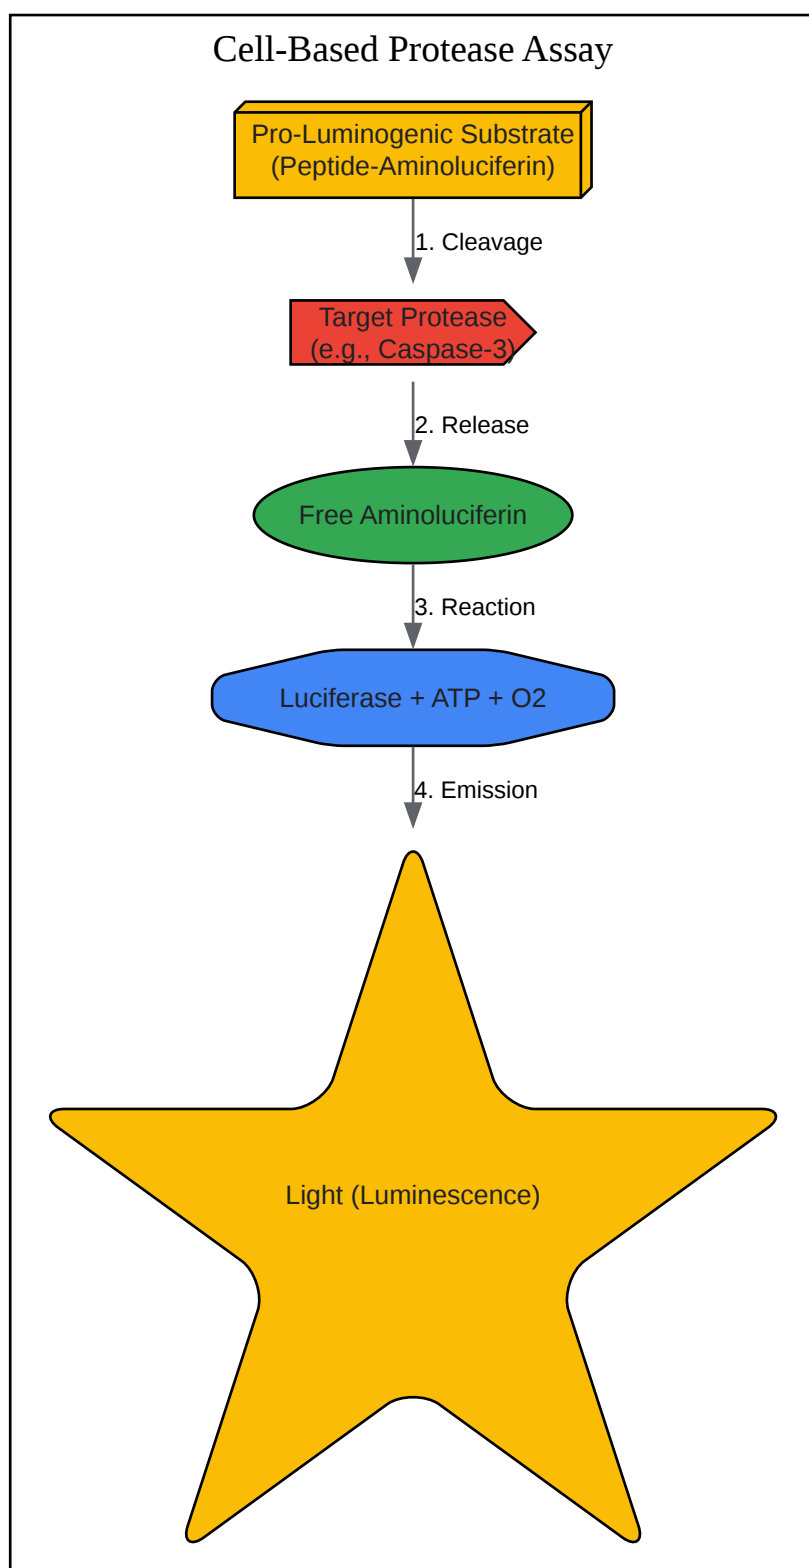 Cell-Based Protease Assay
Pro-Luminogenic Substrate
(Peptide-Aminoluciferin)
1. Cleavage
Target Protease
(e.g., Caspase-3)
2. Release
Free Aminoluciferin
3. Reaction
Luciferase + ATP + O2
4. Emission
Light (Luminescence)